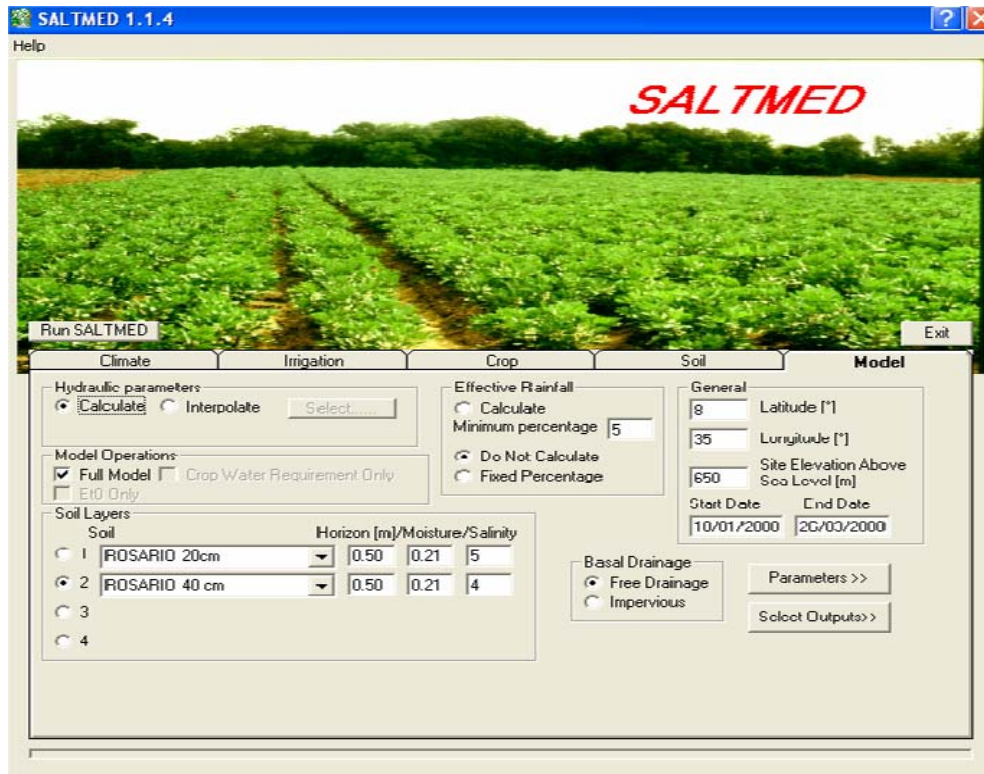 SALTMED 1.1.4
Help
SALTMED
Run SALTMED
Exit
Climate Irrigation Crop Soil Model
Hydraulic parameters
Calculate Interpolate Select......
Model Operations
Full Model Crop Water Requirement Only
Et0 Only
Effective Rainfall
Calculate
Minimum percentage 5
Do Not Calculate
Fixed Percentage
General
8 Latitude [°]
35 Longitude [°]
650 Site Elevation Above Sea Level [m]
Start Date End Date
10/01/2000 26/03/2000
Soil Layers
Soil Horizon [m]/Moisture/Salinity
1 ROSARIO 20cm 0.50 0.21 5
2 ROSARIO 40 cm 0.50 0.21 4
3
4
Basal Drainage
Free Drainage
Impervious
Parameters >>
Select Outputs>>